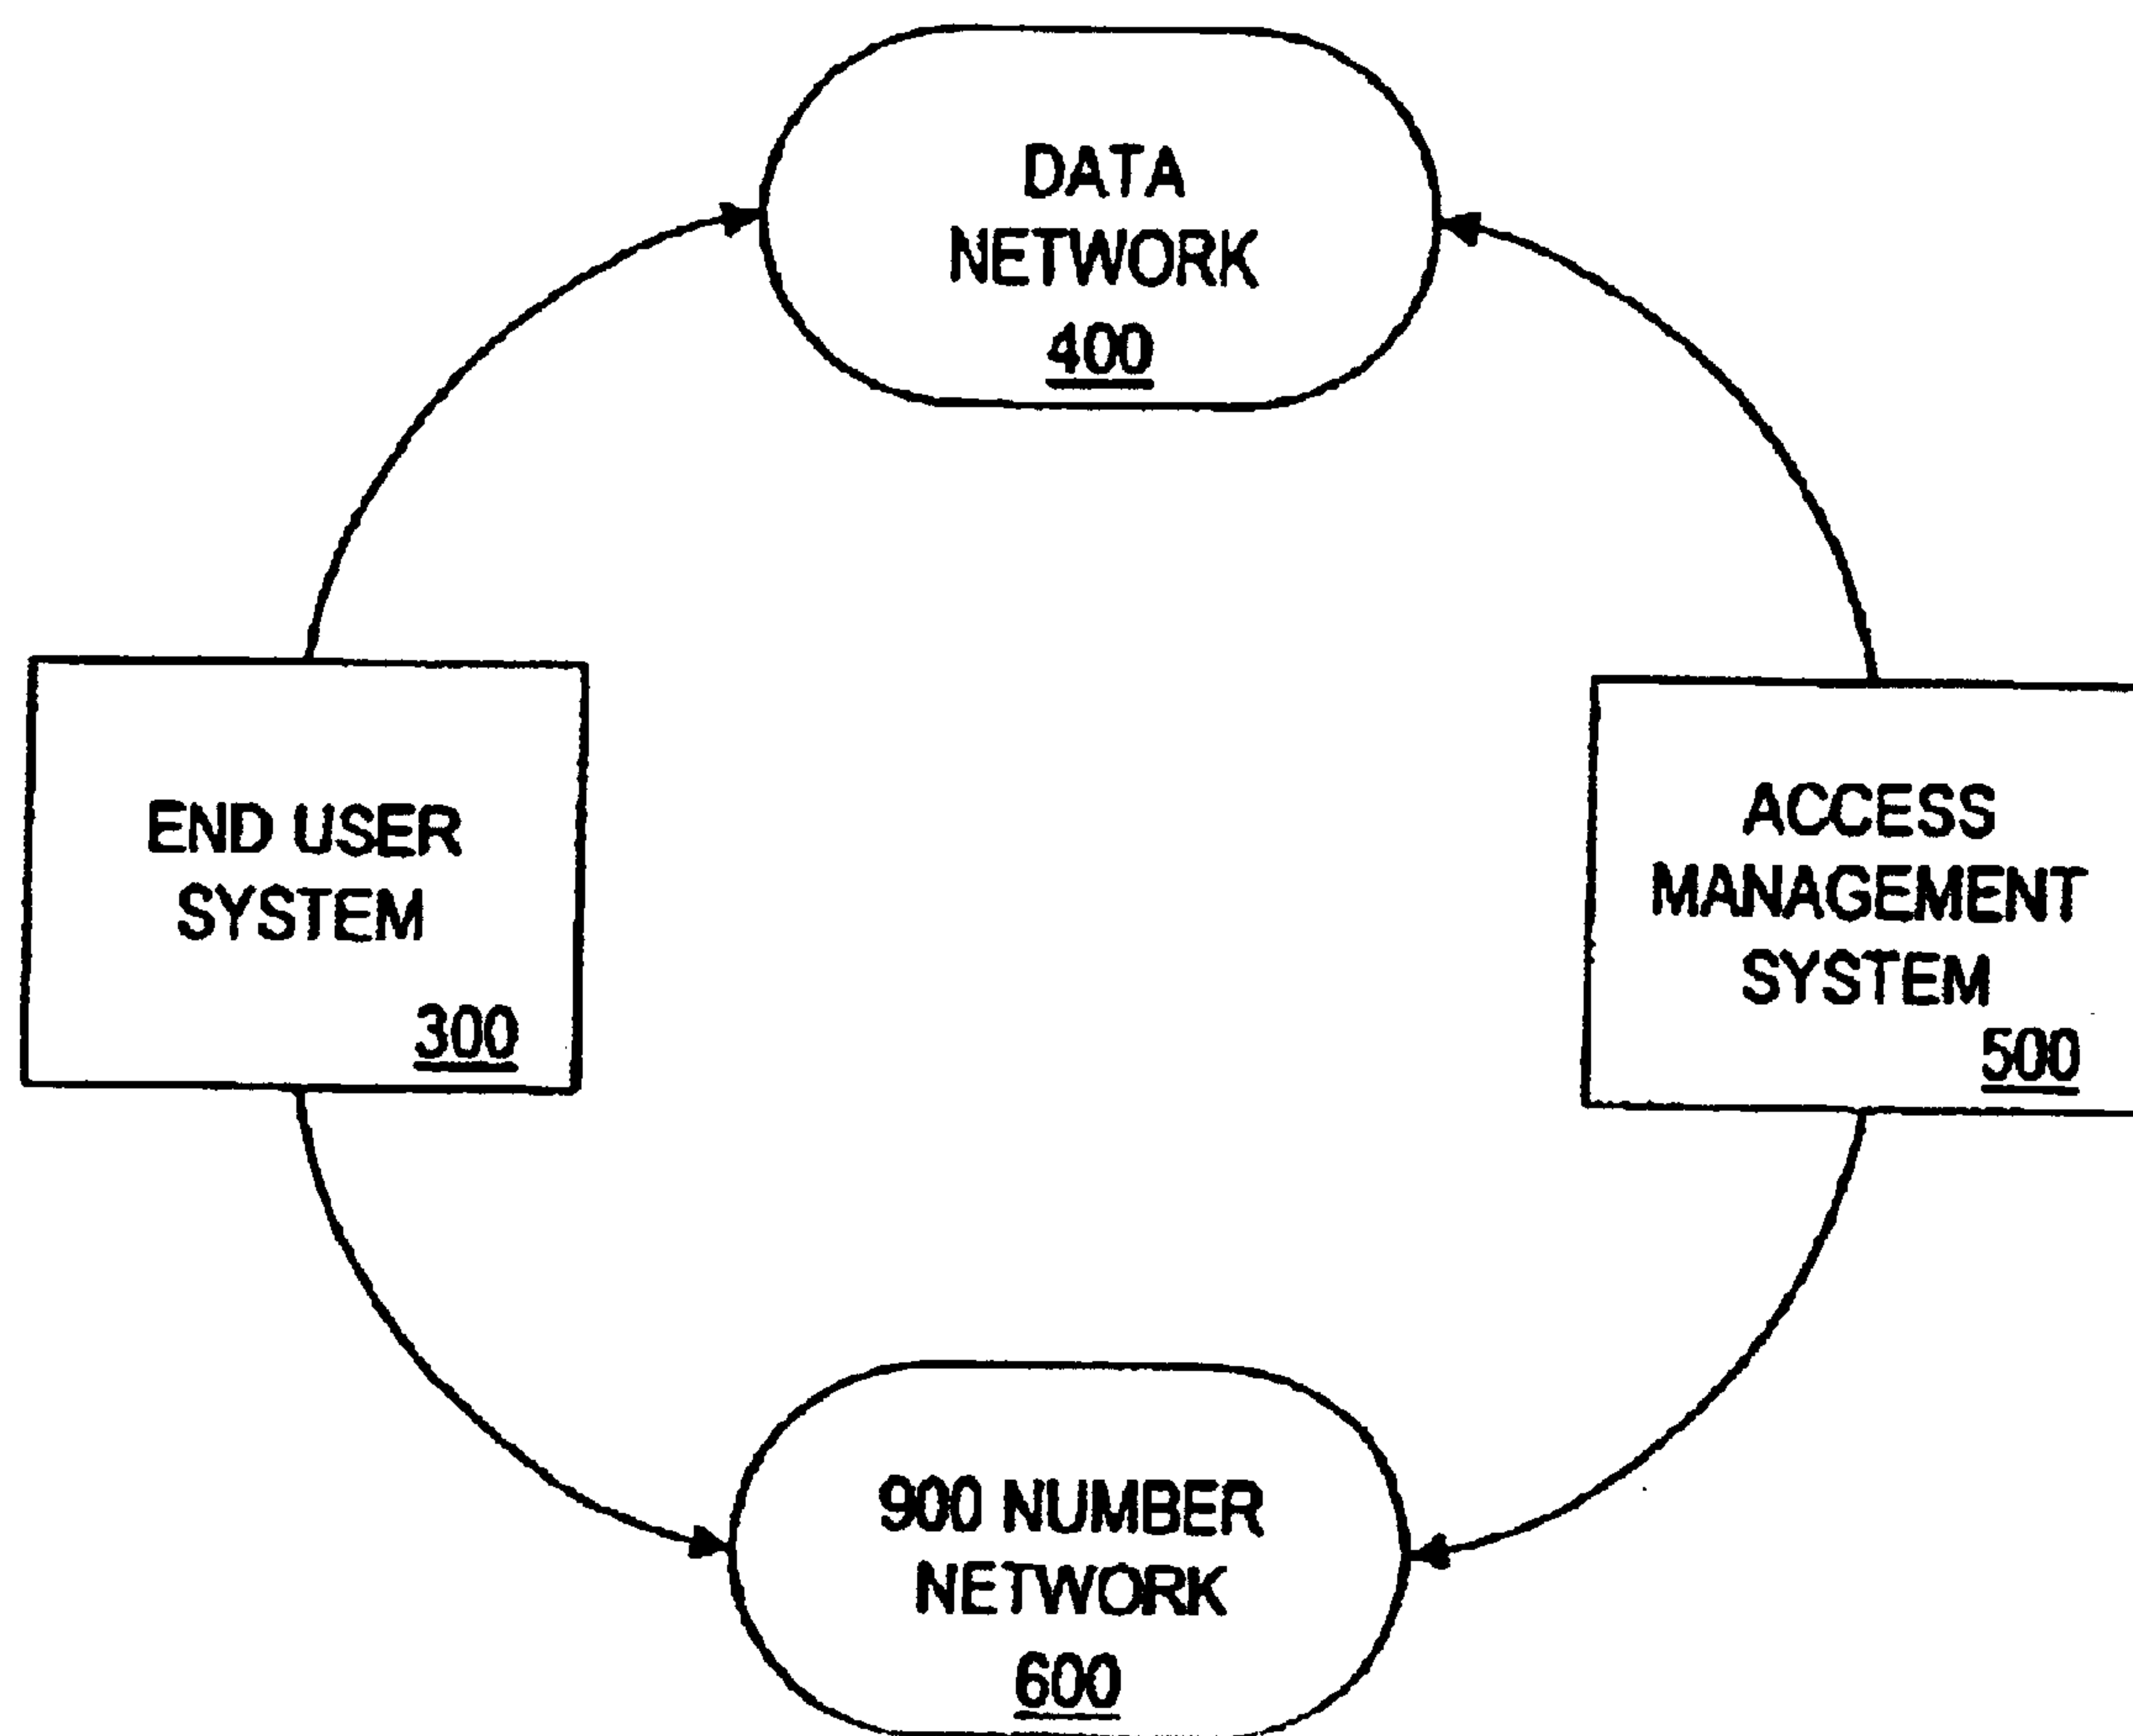 DATA
NETWORK
400
END USER
SYSTEM
300
ACCESS
MANAGEMENT
SYSTEM
500
900 NUMBER
NETWORK
600